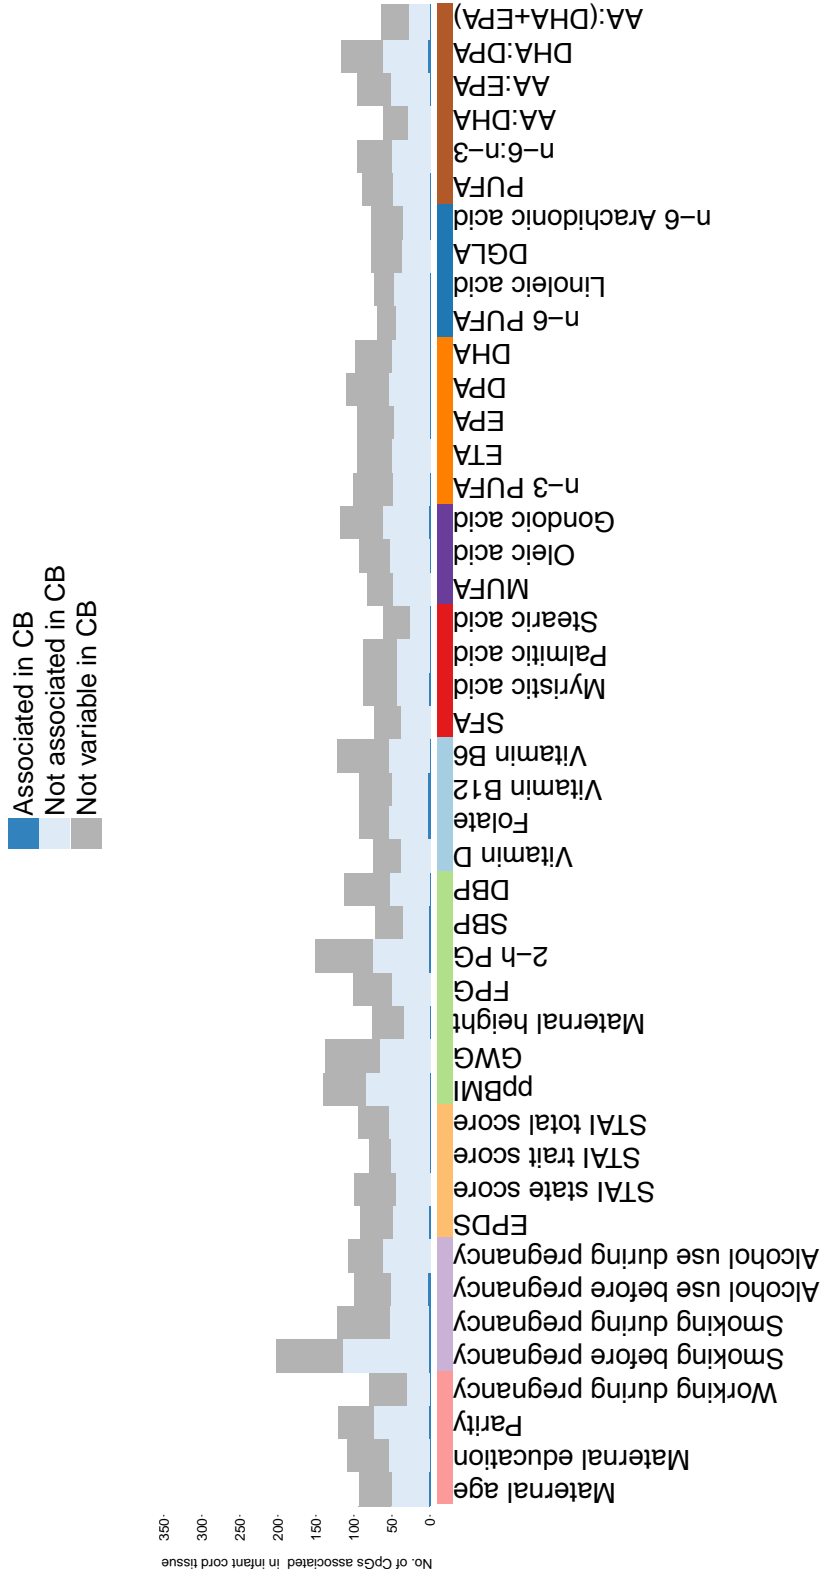 Associated in CB
Not associated in CB
Not variable in CB
AA:(DHA+EPA)
DHA:DPA
AA:EPA
AA:DHA
n−6:n−3
PUFA
n−6 Arachidonic acid
DGLA
Linoleic acid
n−6 PUFA
DHA
DPA
EPA
ETA
n−3 PUFA
Gondoic acid
Oleic acid
MUFA
Stearic acid
Palmitic acid
Myristic acid
SFA
Vitamin B6
Vitamin B12
Folate
Vitamin D
DBP
SBP
2−h PG
FPG
Maternal height
GWG
ppBMI
STAI total score
STAI trait score
STAI state score
EPDS
Alcohol use during pregnancy
Alcohol use before pregnancy
Smoking during pregnancy
Smoking before pregnancy
Working during pregnancy
Parity
Maternal education
Maternal age
350-
300-
250-
200-
150-
100-
50-
0-
No. of CpGs associated in infant cord tissue